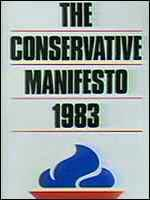 THE
CONSERVATIVE
MANIFESTO
1983